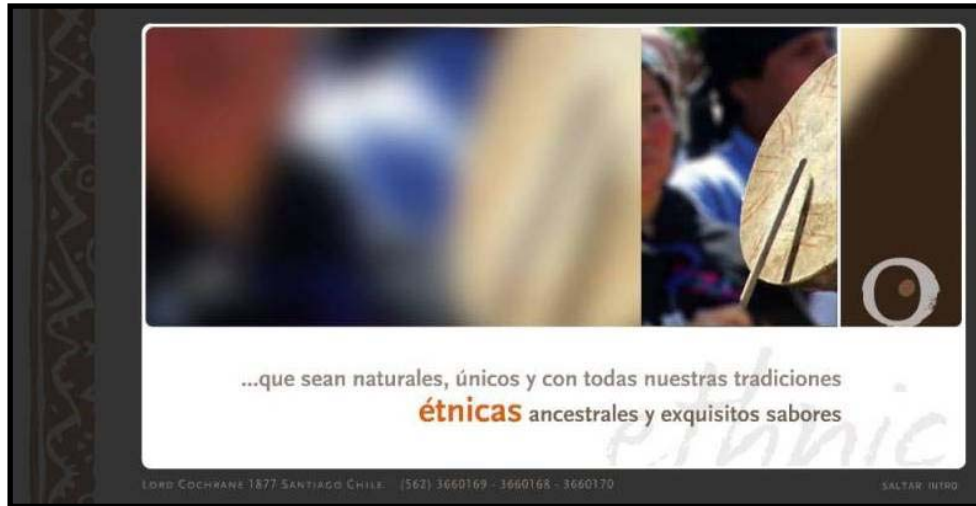 ...que sean naturales, únicos y con todas nuestras tradiciones
étnicas ancestrales y exquisitos sabores
ethnic
LORD COCHRANE 1877 SANTIAGO CHILE (562) 3660169 - 3660168 - 3660170
SALTAR INTRO